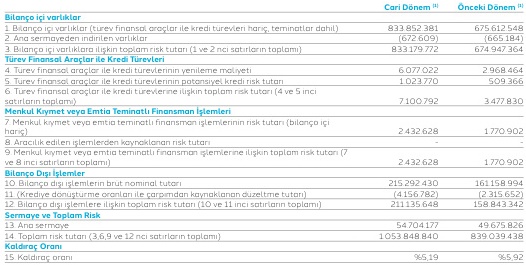 Cari Dönem (*) Önceki Dönem (*)
Bilanço içi varlıklar
1. Bilanço içi varlıklar (türev finansal araçlar ile kredi türevleri hariç, teminatlar dahil) 833.852.381 675.612.548
2. Ana sermayeden indirilen varlıklar (672.609) (665.184)
3. Bilanço içi varlıklara ilişkin toplam risk tutarı (1 ve 2 nci satırların toplamı) 833.179.772 674.947.364
Türev Finansal Araçlar ile Kredi Türevleri
4. Türev finansal araçlar ile kredi türevlerinin yenileme maliyeti 6.077.022 2.968.464
5. Türev finansal araçlar ile kredi türevlerinin potansiyel kredi risk tutarı 1.023.770 509.366
6. Türev finansal araçlar ile kredi türevlerine ilişkin toplam risk tutarı (4 ve 5 inci
satırların toplamı) 7.100.792 3.477.830
Menkul Kıymet veya Emtia Teminatlı Finansman İşlemleri
7. Menkul kıymet veya emtia teminatlı finansman işlemlerinin risk tutarı (bilanço içi
hariç) 2.432.628 1.770.902
8. Aracılık edilen işlemlerden kaynaklanan risk tutarı - -
9. Menkul kıymet veya emtia teminatlı finansman işlemlerine ilişkin toplam risk tutarı (7
ve 8 inci satırların toplamı) 2.432.628 1.770.902
Bilanço Dışı İşlemler
10. Bilanço dışı işlemlerin brüt nominal tutarı 215.292.430 161.158.994
11. (Krediye dönüştürme oranları ile çarpımdan kaynaklanan düzeltme tutarı) (4.156.782) (2.315.652)
12. Bilanço dışı işlemlere ilişkin toplam risk tutarı (10 ve 11 inci satırların toplamı) 211.135.648 158.843.342
Sermaye ve Toplam Risk
13. Ana sermaye 54.704.177 49.675.826
14. Toplam risk tutarı (3,6,9 ve 12 nci satırların toplamı) 1.053.848.840 839.039.438
Kaldıraç Oranı
15. Kaldıraç oranı %5,19 %5,92